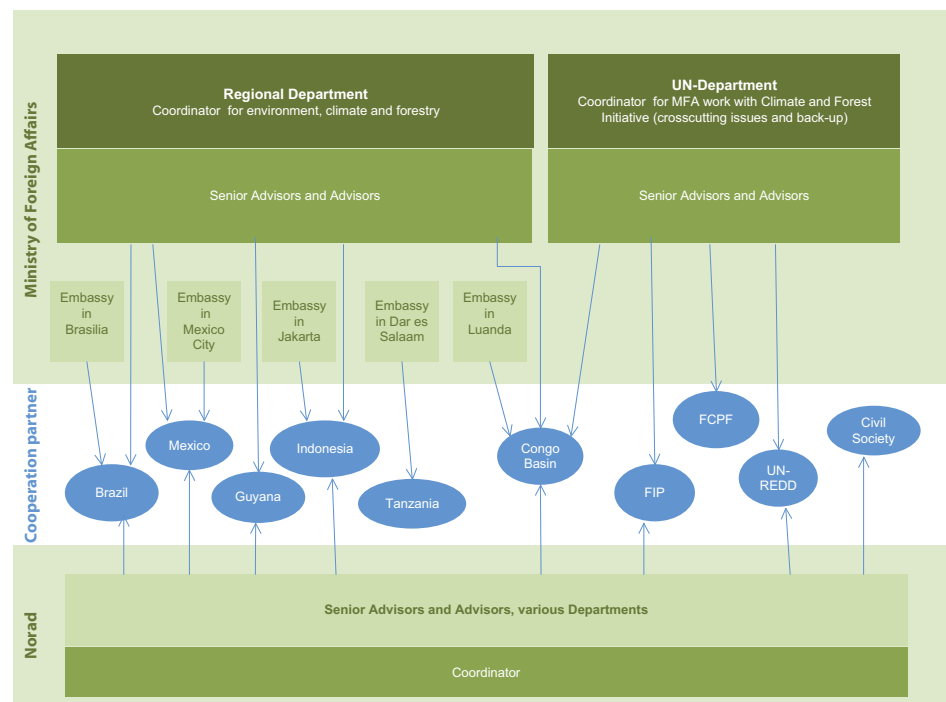 Ministry of Foreign Affairs
Regional Department
Coordinator for environment, climate and forestry
UN-Department
Coordinator for MFA work with Climate and Forest
Initiative (crosscutting issues and back-up)
Senior Advisors and Advisors
Senior Advisors and Advisors
Embassy
in
Brasilia
Embassy
in
Mexico
City
Embassy
in
Jakarta
Embassy
in Dar es
Salaam
Embassy
in
Luanda
Cooperation partner
Brazil
Mexico
Guyana
Indonesia
Tanzania
Congo
Basin
FIP
FCPF
UN-
REDD
Civil
Society
Norad
Senior Advisors and Advisors, various Departments
Coordinator